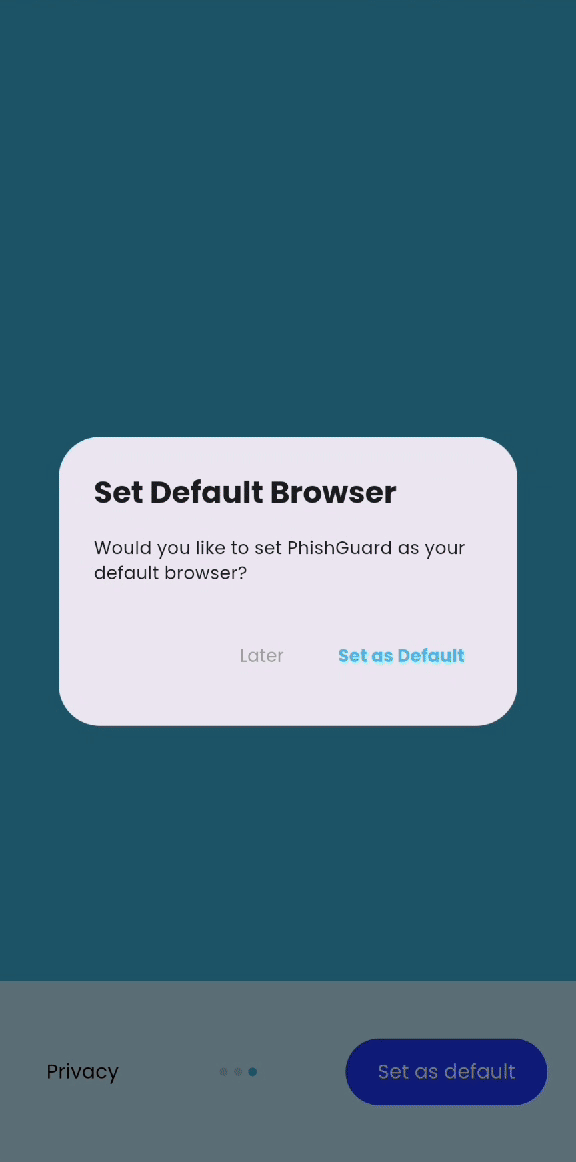 Set Default Browser
Would you like to set PhishGuard as your
default browser?
Later Set as Default
Privacy Set as default